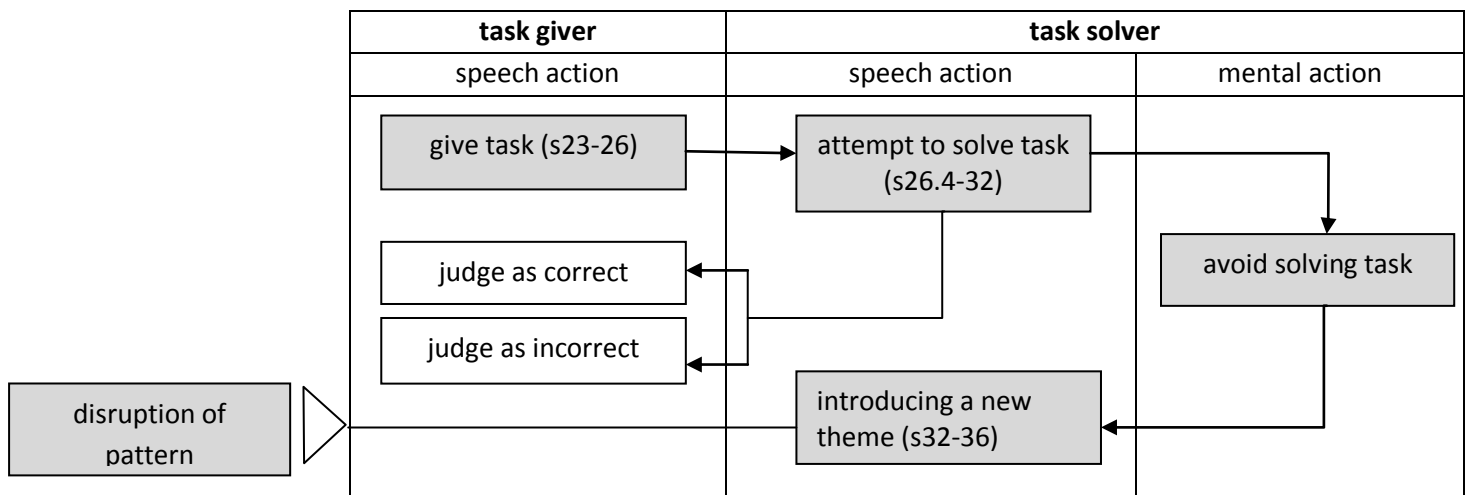 task giver
task solver
speech action
speech action
mental action
give task (s23-26)
attempt to solve task
(s26.4-32)
avoid solving task
judge as correct
judge as incorrect
introducing a new
theme (s32-36)
disruption of
pattern